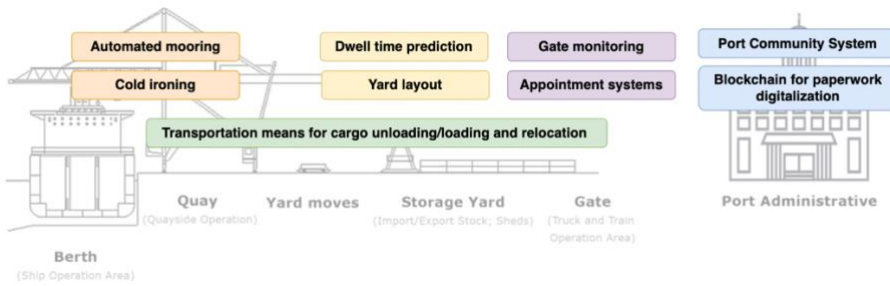 Automated mooring
Dwell time prediction
Gate monitoring
Port Community System
Cold ironing
Yard layout
Appointment systems
Blockchain for paperwork
digitalization
Transportation means for cargo unloading/loading and relocation
Quay
(Quayside Operation)
Yard moves
Storage Yard
(Import/Export Stock; Sheds)
Gate
(Truck and Train
Operation Area)
Port Administrative
Berth
(Ship Operation Area)